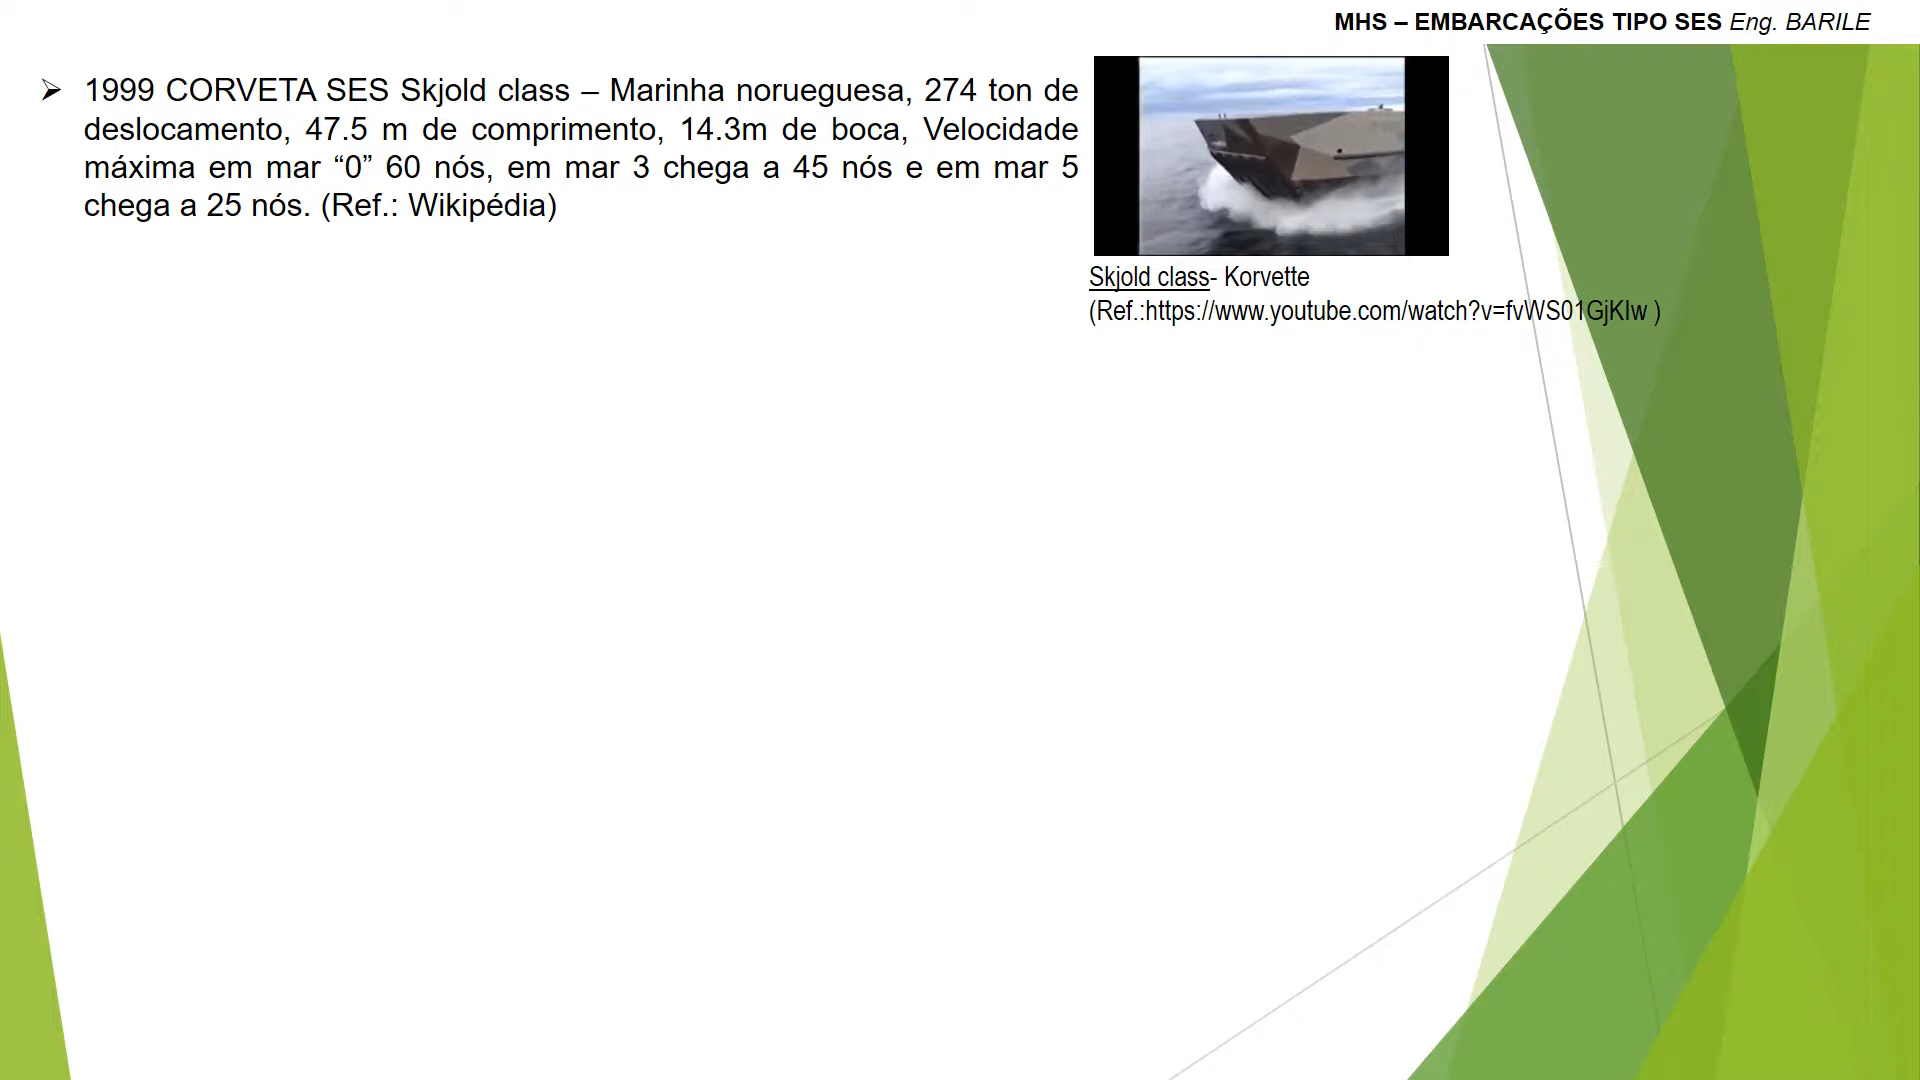 MHS – EMBARCAÇÕES TIPO SES Eng. BARILE
➢ 1999 CORVETA SES Skjold class – Marinha norueguesa, 274 ton de
deslocamento, 47.5 m de comprimento, 14.3m de boca, Velocidade
máxima em mar “0” 60 nós, em mar 3 chega a 45 nós e em mar 5
chega a 25 nós. (Ref.: Wikipédia)
Skjold class- Korvette
(Ref.:https://www.youtube.com/watch?v=fvWS01GjKIw )